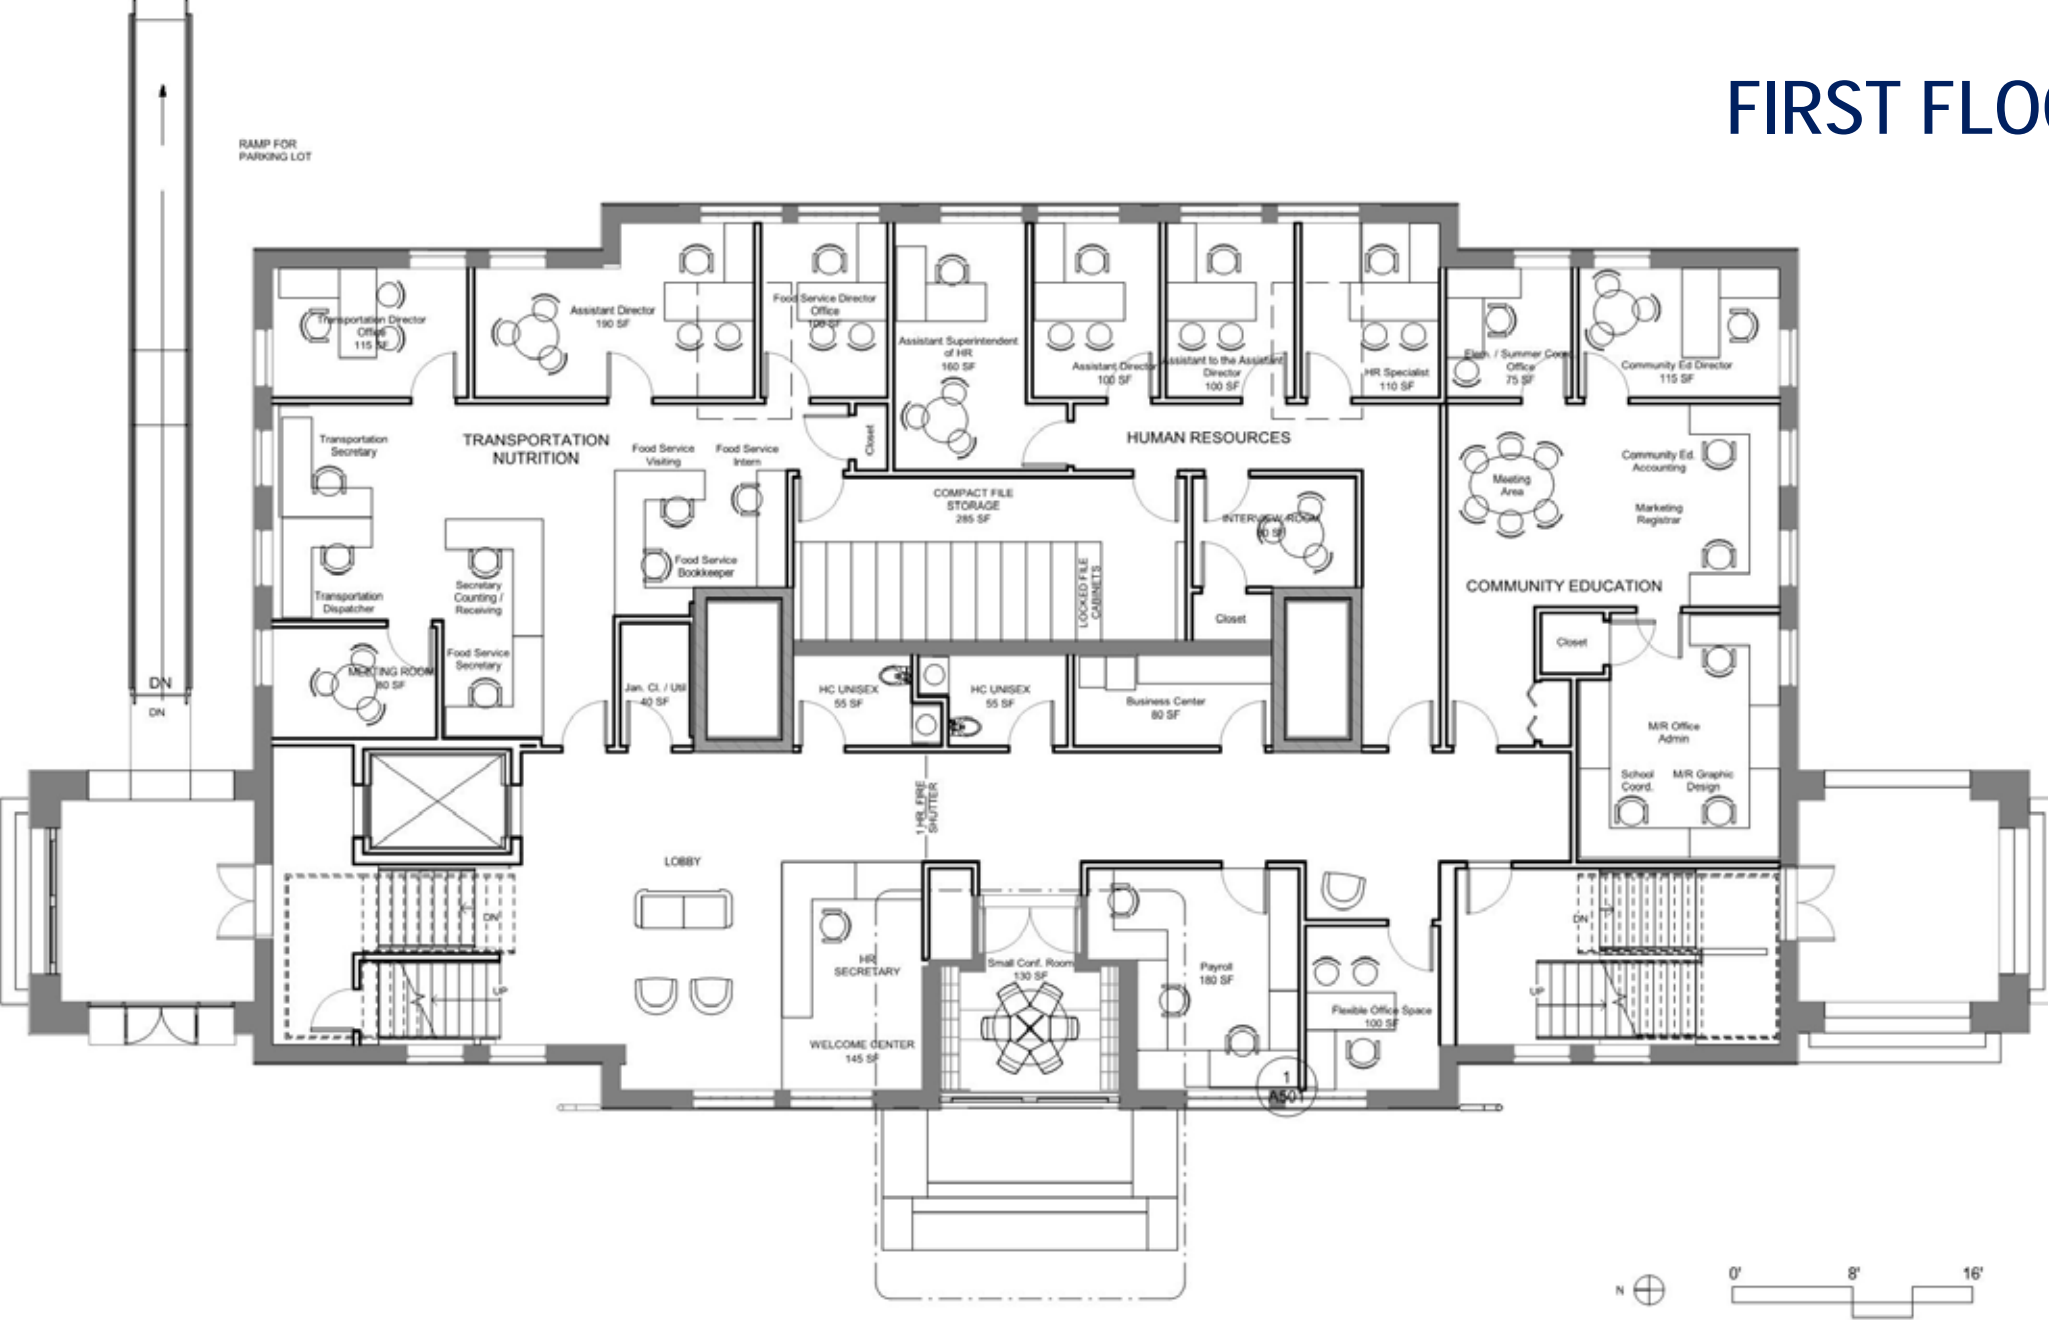 FIRST FLOO
RAMP FOR
PARKING LOT
Transportation Director
Office
115 SF
Assistant Director
190 SF
Food Service Director
Office
100 SF
Assistant Superintendent
of HR
160 SF
Assistant Director
100 SF
Assistant to the Assistant
Director
100 SF
HR Specialist
110 SF
Elem. / Summer Coord.
Office
75 SF
Community Ed Director
115 SF
Transportation
Secretary
TRANSPORTATION
NUTRITION
Food Service
Visiting
Food Service
Intern
Closet
HUMAN RESOURCES
Meeting
Area
Community Ed.
Accounting
Marketing
Registrar
COMPACT FILE
STORAGE
285 SF
INTERVIEW ROOM
80 SF
Food Service
Bookkeeper
Secretary
Counting /
Receiving
Transportation
Dispatcher
LOCKED FILE
CABINETS
Closet
COMMUNITY EDUCATION
Closet
MEETING ROOM
80 SF
Food Service
Secretary
Jan. Cl. / Util
40 SF
HC UNISEX
55 SF
HC UNISEX
55 SF
Business Center
80 SF
M/R Office
Admin
School
Coord.
M/R Graphic
Design
DN
DN
1 HR. FIRE
SHUTTER
LOBBY
DN
UP
HR
SECRETARY
WELCOME CENTER
145 SF
Small Conf. Room
130 SF
Payroll
180 SF
Flexible Office Space
100 SF
DN
UP
1
A501
N
0' 8' 16'